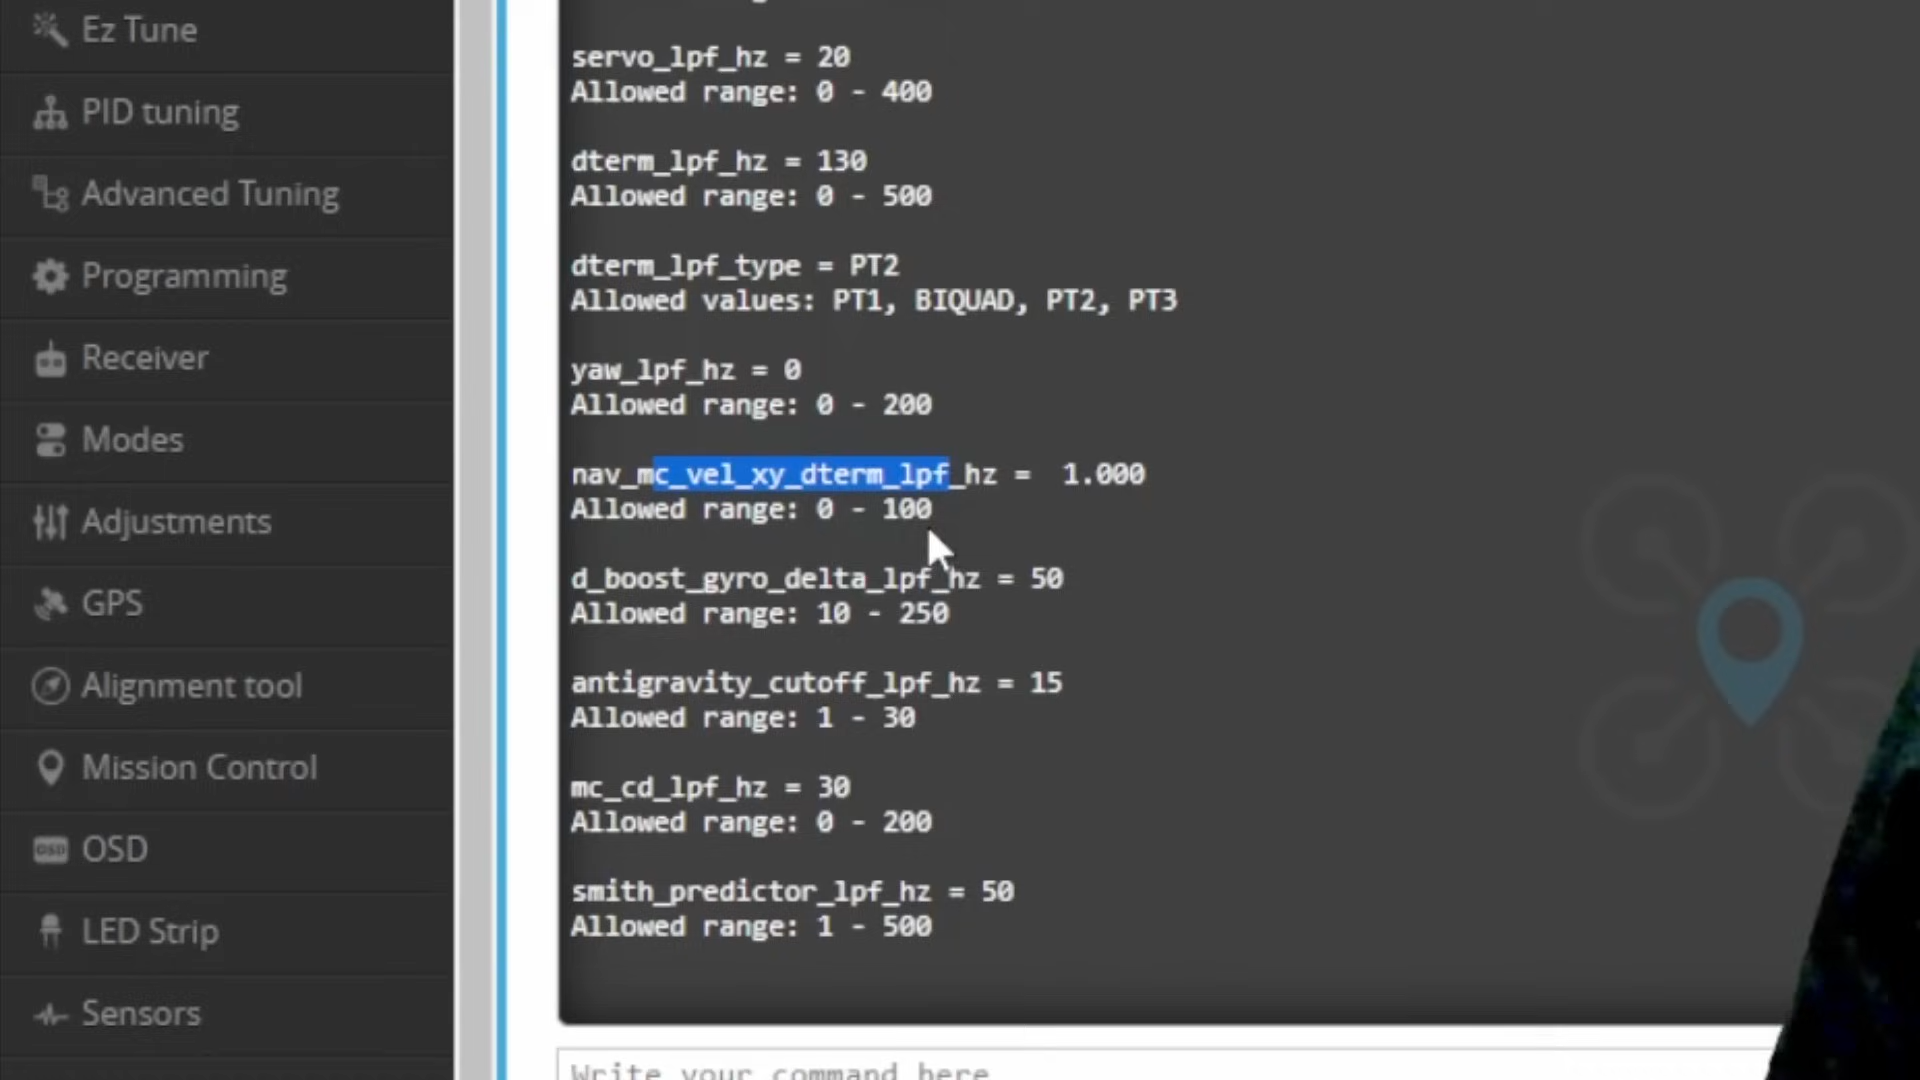 Ez Tune
PID tuning
Advanced Tuning
Programming
Receiver
Modes
Adjustments
GPS
Alignment tool
Mission Control
OSD
OSD
LED Strip
Sensors
servo_lpf_hz = 20
Allowed range: 0 - 400
dterm_lpf_hz = 130
Allowed range: 0 - 500
dterm_lpf_type = PT2
Allowed values: PT1, BIQUAD, PT2, PT3
yaw_lpf_hz = 0
Allowed range: 0 - 200
nav_mc_vel_xy_dterm_lpf_hz =  1.000
Allowed range: 0 - 100
d_boost_gyro_delta_lpf_hz = 50
Allowed range: 10 - 250
antigravity_cutoff_lpf_hz = 15
Allowed range: 1 - 30
mc_cd_lpf_hz = 30
Allowed range: 0 - 200
smith_predictor_lpf_hz = 50
Allowed range: 1 - 500
Write your command here